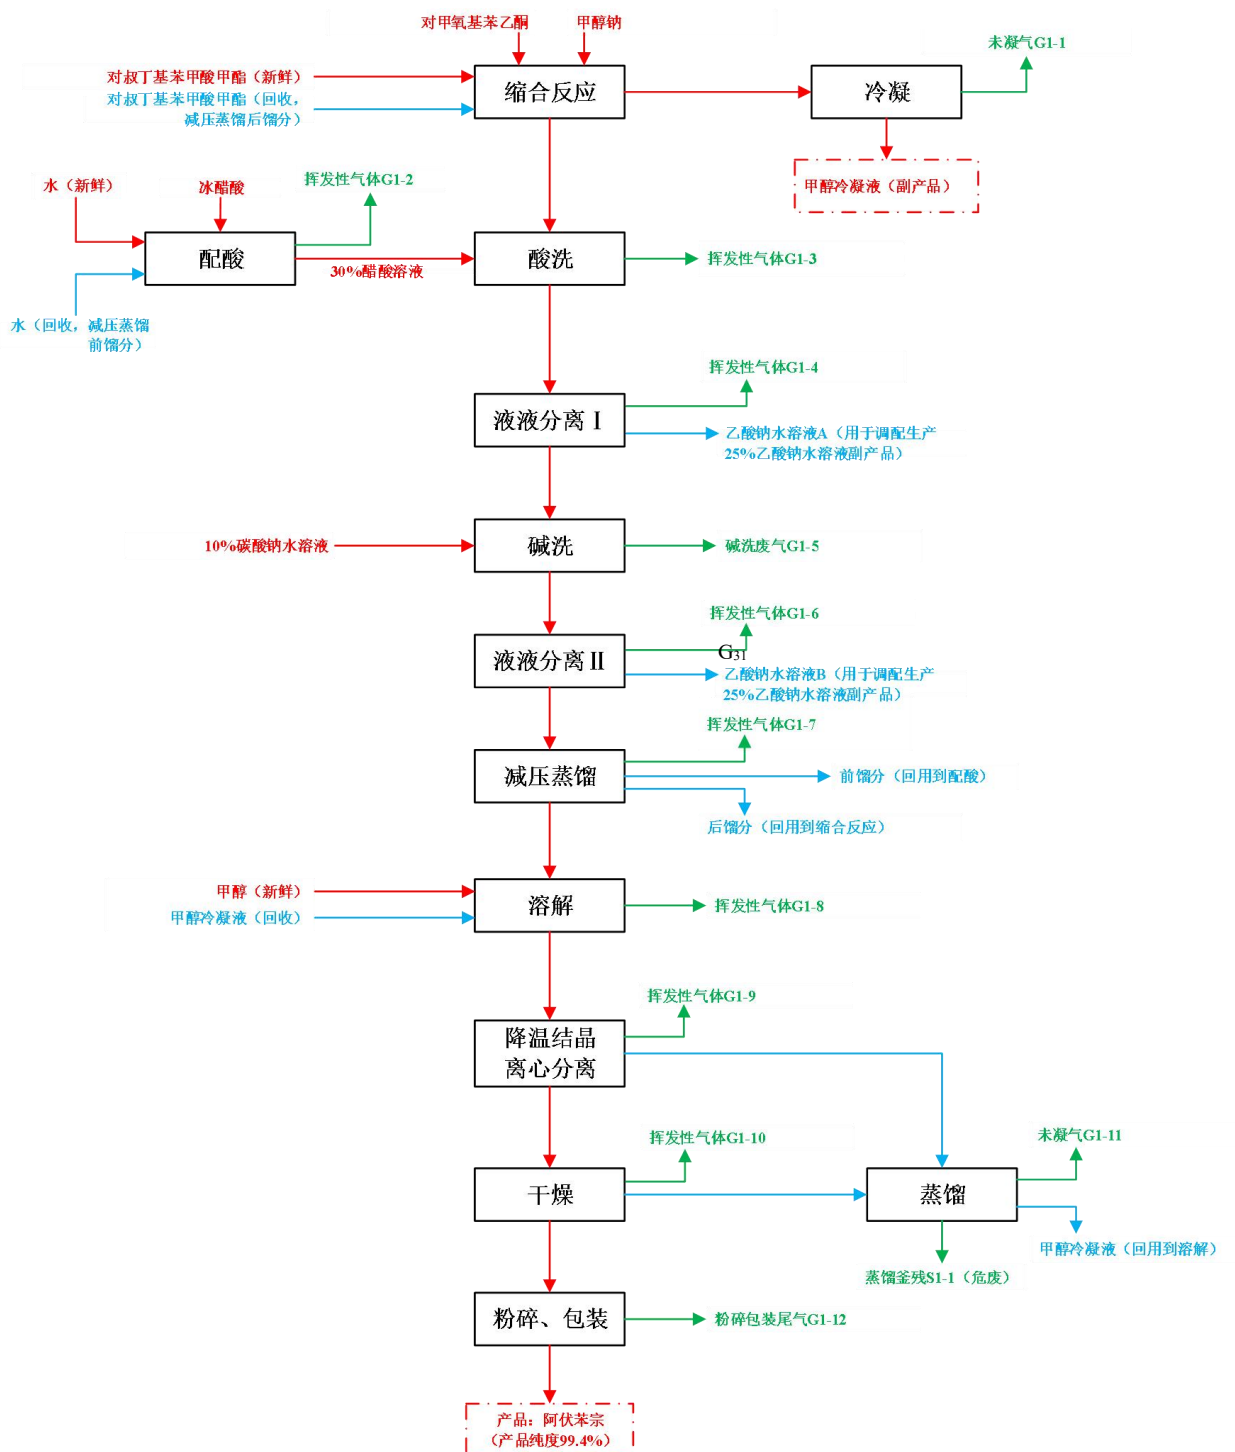 对甲氧基苯乙酮
甲醇钠
未凝气G1-1
对叔丁基苯甲酸甲酯（新鲜）
对叔丁基苯甲酸甲酯（回收，
减压蒸馏后馏分）
缩合反应
冷凝
甲醇冷凝液（副产品）
水（新鲜）
冰醋酸
挥发性气体G1-2
配酸
30%醋酸溶液
酸洗
挥发性气体G1-3
水（回收，减压蒸馏
前馏分）
挥发性气体G1-4
液液分离Ⅰ
乙酸钠水溶液A（用于调配生产
25%乙酸钠水溶液副产品）
10%碳酸钠水溶液
碱洗
碱洗废气G1-5
挥发性气体G1-6
G31
液液分离Ⅱ
乙酸钠水溶液B（用于调配生产
25%乙酸钠水溶液副产品）
挥发性气体G1-7
减压蒸馏
前馏分（回用到配酸）
后馏分（回用到缩合反应）
甲醇（新鲜）
甲醇冷凝液（回收）
溶解
挥发性气体G1-8
挥发性气体G1-9
降温结晶
离心分离
挥发性气体G1-10
未凝气G1-11
干燥
蒸馏
甲醇冷凝液（回用到溶解）
蒸馏釜残S1-1（危废）
粉碎、包装
粉碎包装尾气G1-12
产品：阿伏苯宗
（产品纯度99.4%）